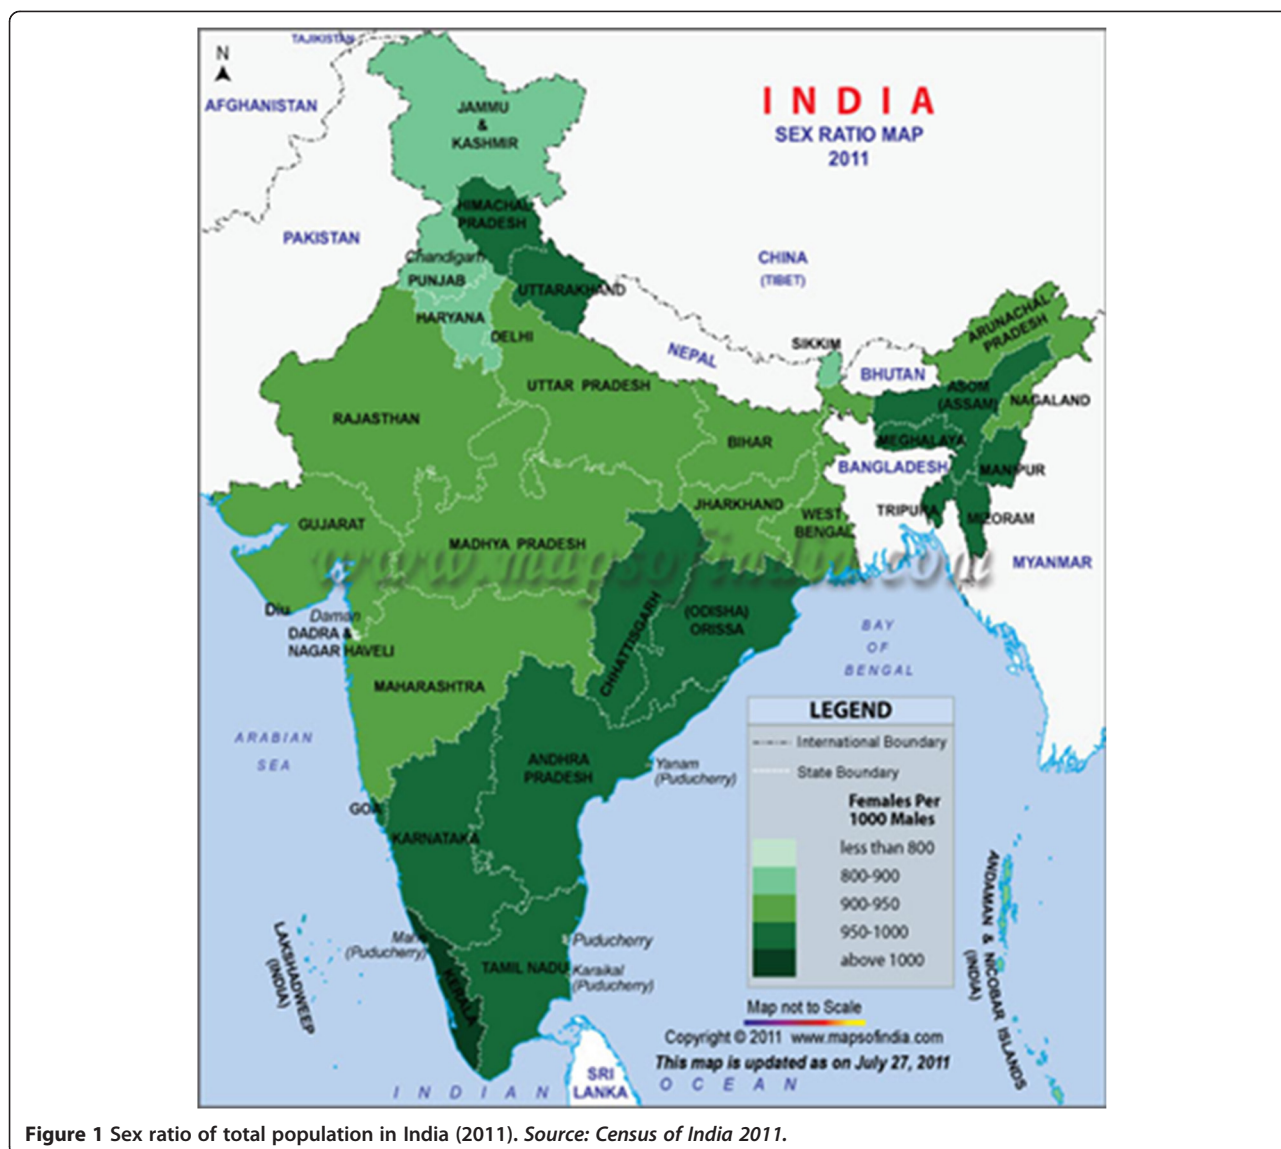 N
TAJIKISTAN
AFGHANISTAN
JAMMU
&
KASHMIR
INDIA
SEX RATIO MAP
2011
HIMACHAL
PRADESH
PAKISTAN
Chandigarh
PUNJAB
UTTARAKHAND
CHINA
(TIBET)
HARYANA
DELHI
NEPAL
SIKKIM
BHUTAN
ARUNACHAL
PRADESH
ASOM
(ASSAM)
NAGALAND
RAJASTHAN
UTTAR PRADESH
BIHAR
MEGHALAYA
BANGLADESH
MANIPUR
GUJARAT
JHARKHAND
WEST
BENGAL
TRIPURA
MIZORAM
MADHYA PRADESH
www.mapsofindia.com
MYANMAR
Diu
Daman
DADRA &
NAGAR HAVELI
CHHATTISGARH
(ODISHA)
ORISSA
BAY
OF
BENGAL
MAHARASHTRA
ARABIAN
SEA
ANDHRA
PRADESH
Yanam
(Puducherry)
GOA
KARNATAKA
LEGEND
International Boundary
State Boundary
Females Per
1000 Males
less than 800
800-900
900-950
950-1000
above 1000
LAKSHADWEEP
(INDIA)
Mahe
(Puducherry)
KERALA
TAMIL NADU
Puducherry
Karaikal
(Puducherry)
ANDAMAN & NICOBAR ISLANDS
(INDIA)
Map not to Scale
Copyright © 2011 www.mapsofindia.com
This map is updated as on July 27, 2011
SRI
LANKA
INDIAN OCEAN
Figure 1 Sex ratio of total population in India (2011). Source: Census of India 2011.